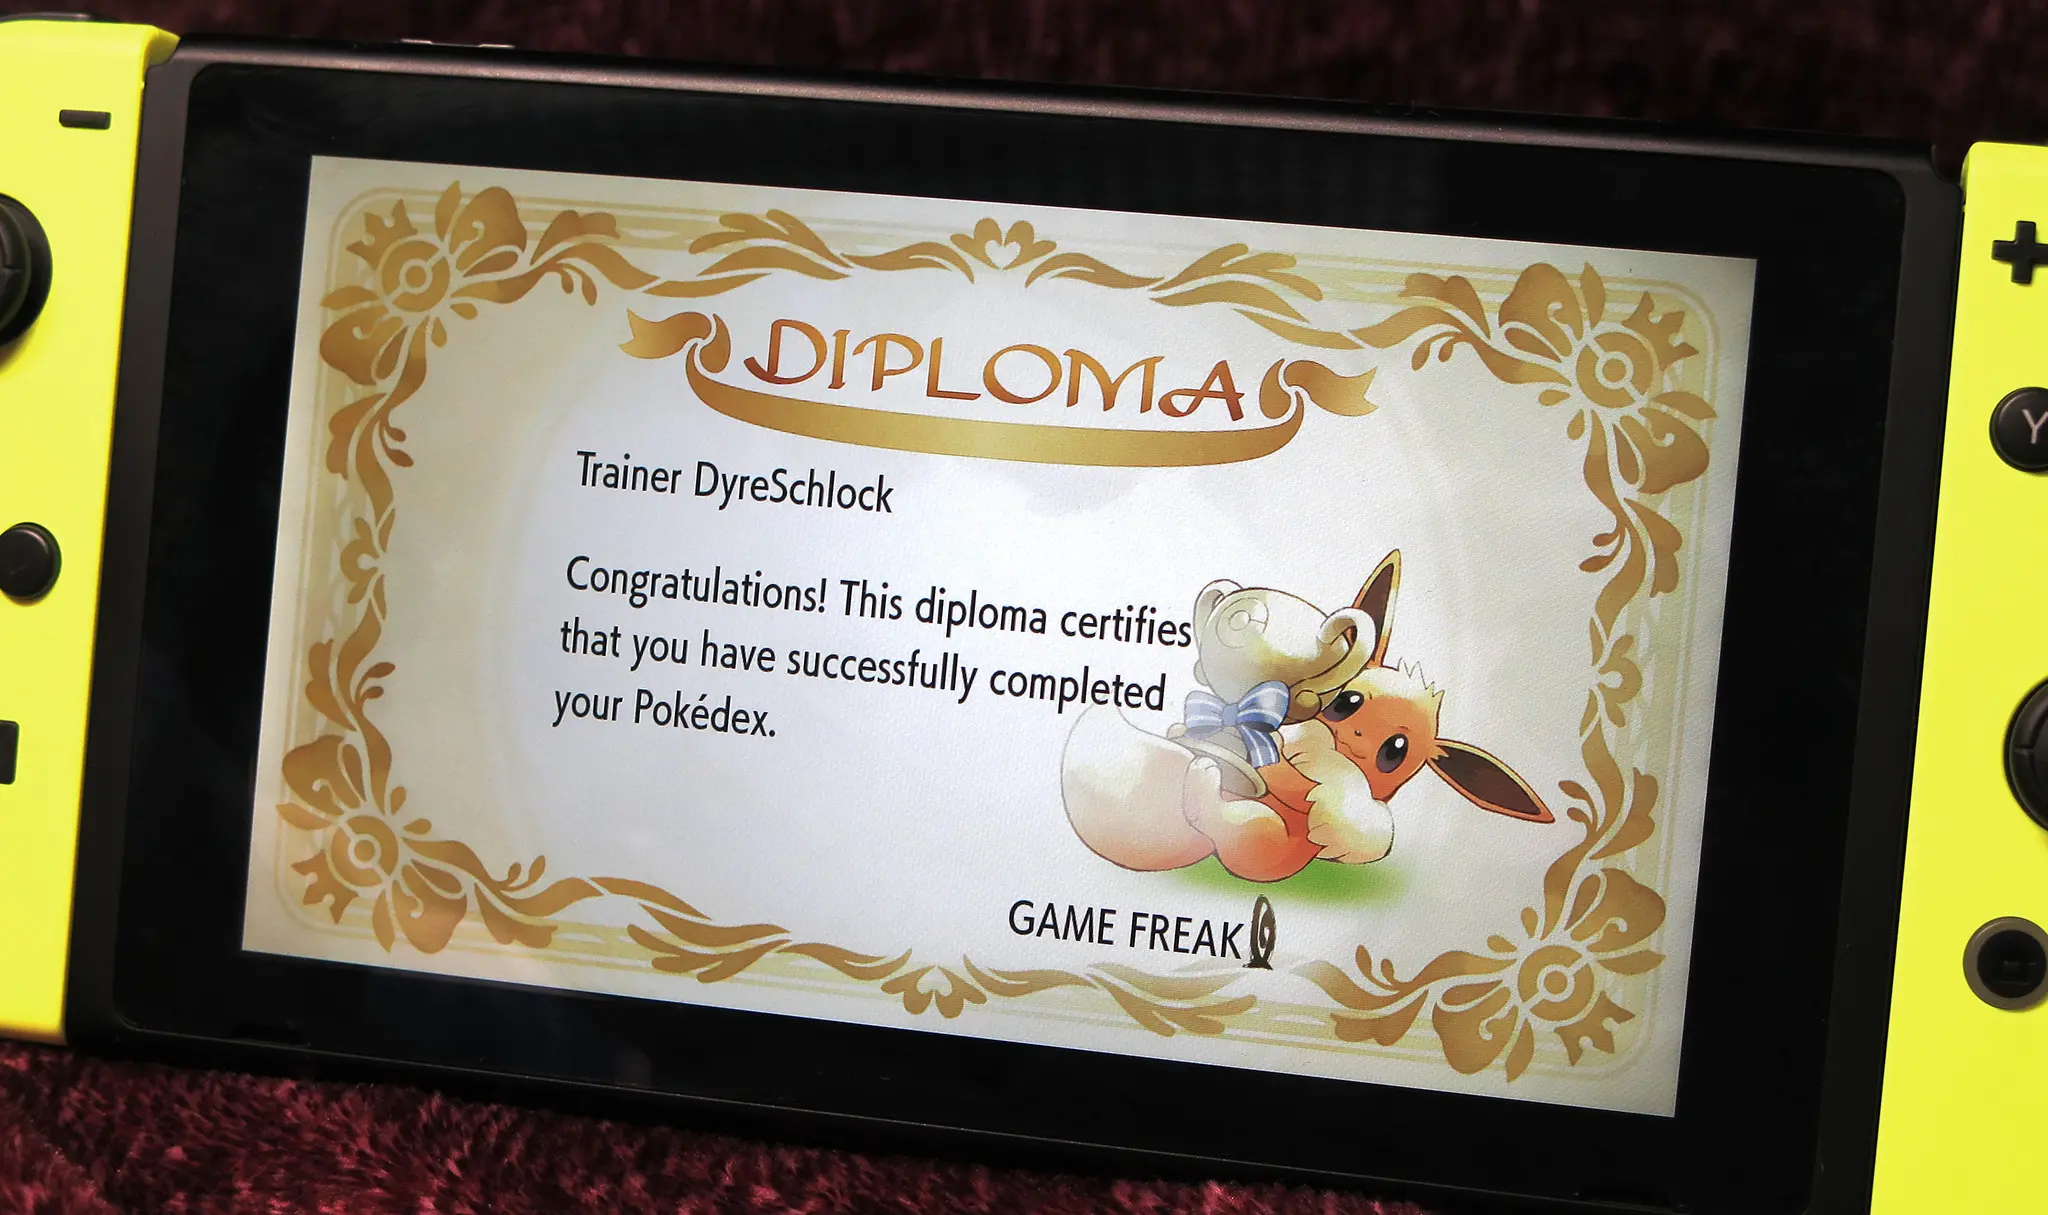 DIPLOMA
Trainer DyreSchlock
Congratulations! This diploma certifies
that you have successfully completed
your Pokédex.
GAME FREAK
Y